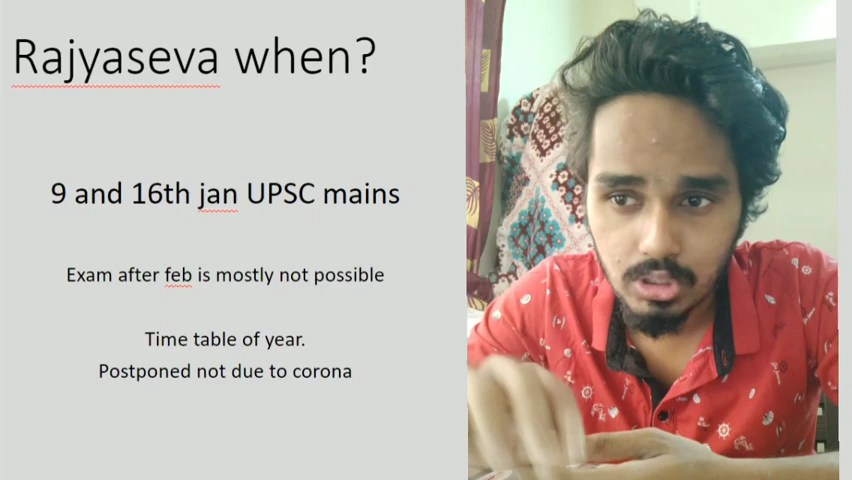 Rajyaseva when?
9 and 16th jan UPSC mains
Exam after feb is mostly not possible
Time table of year.
Postponed not due to corona